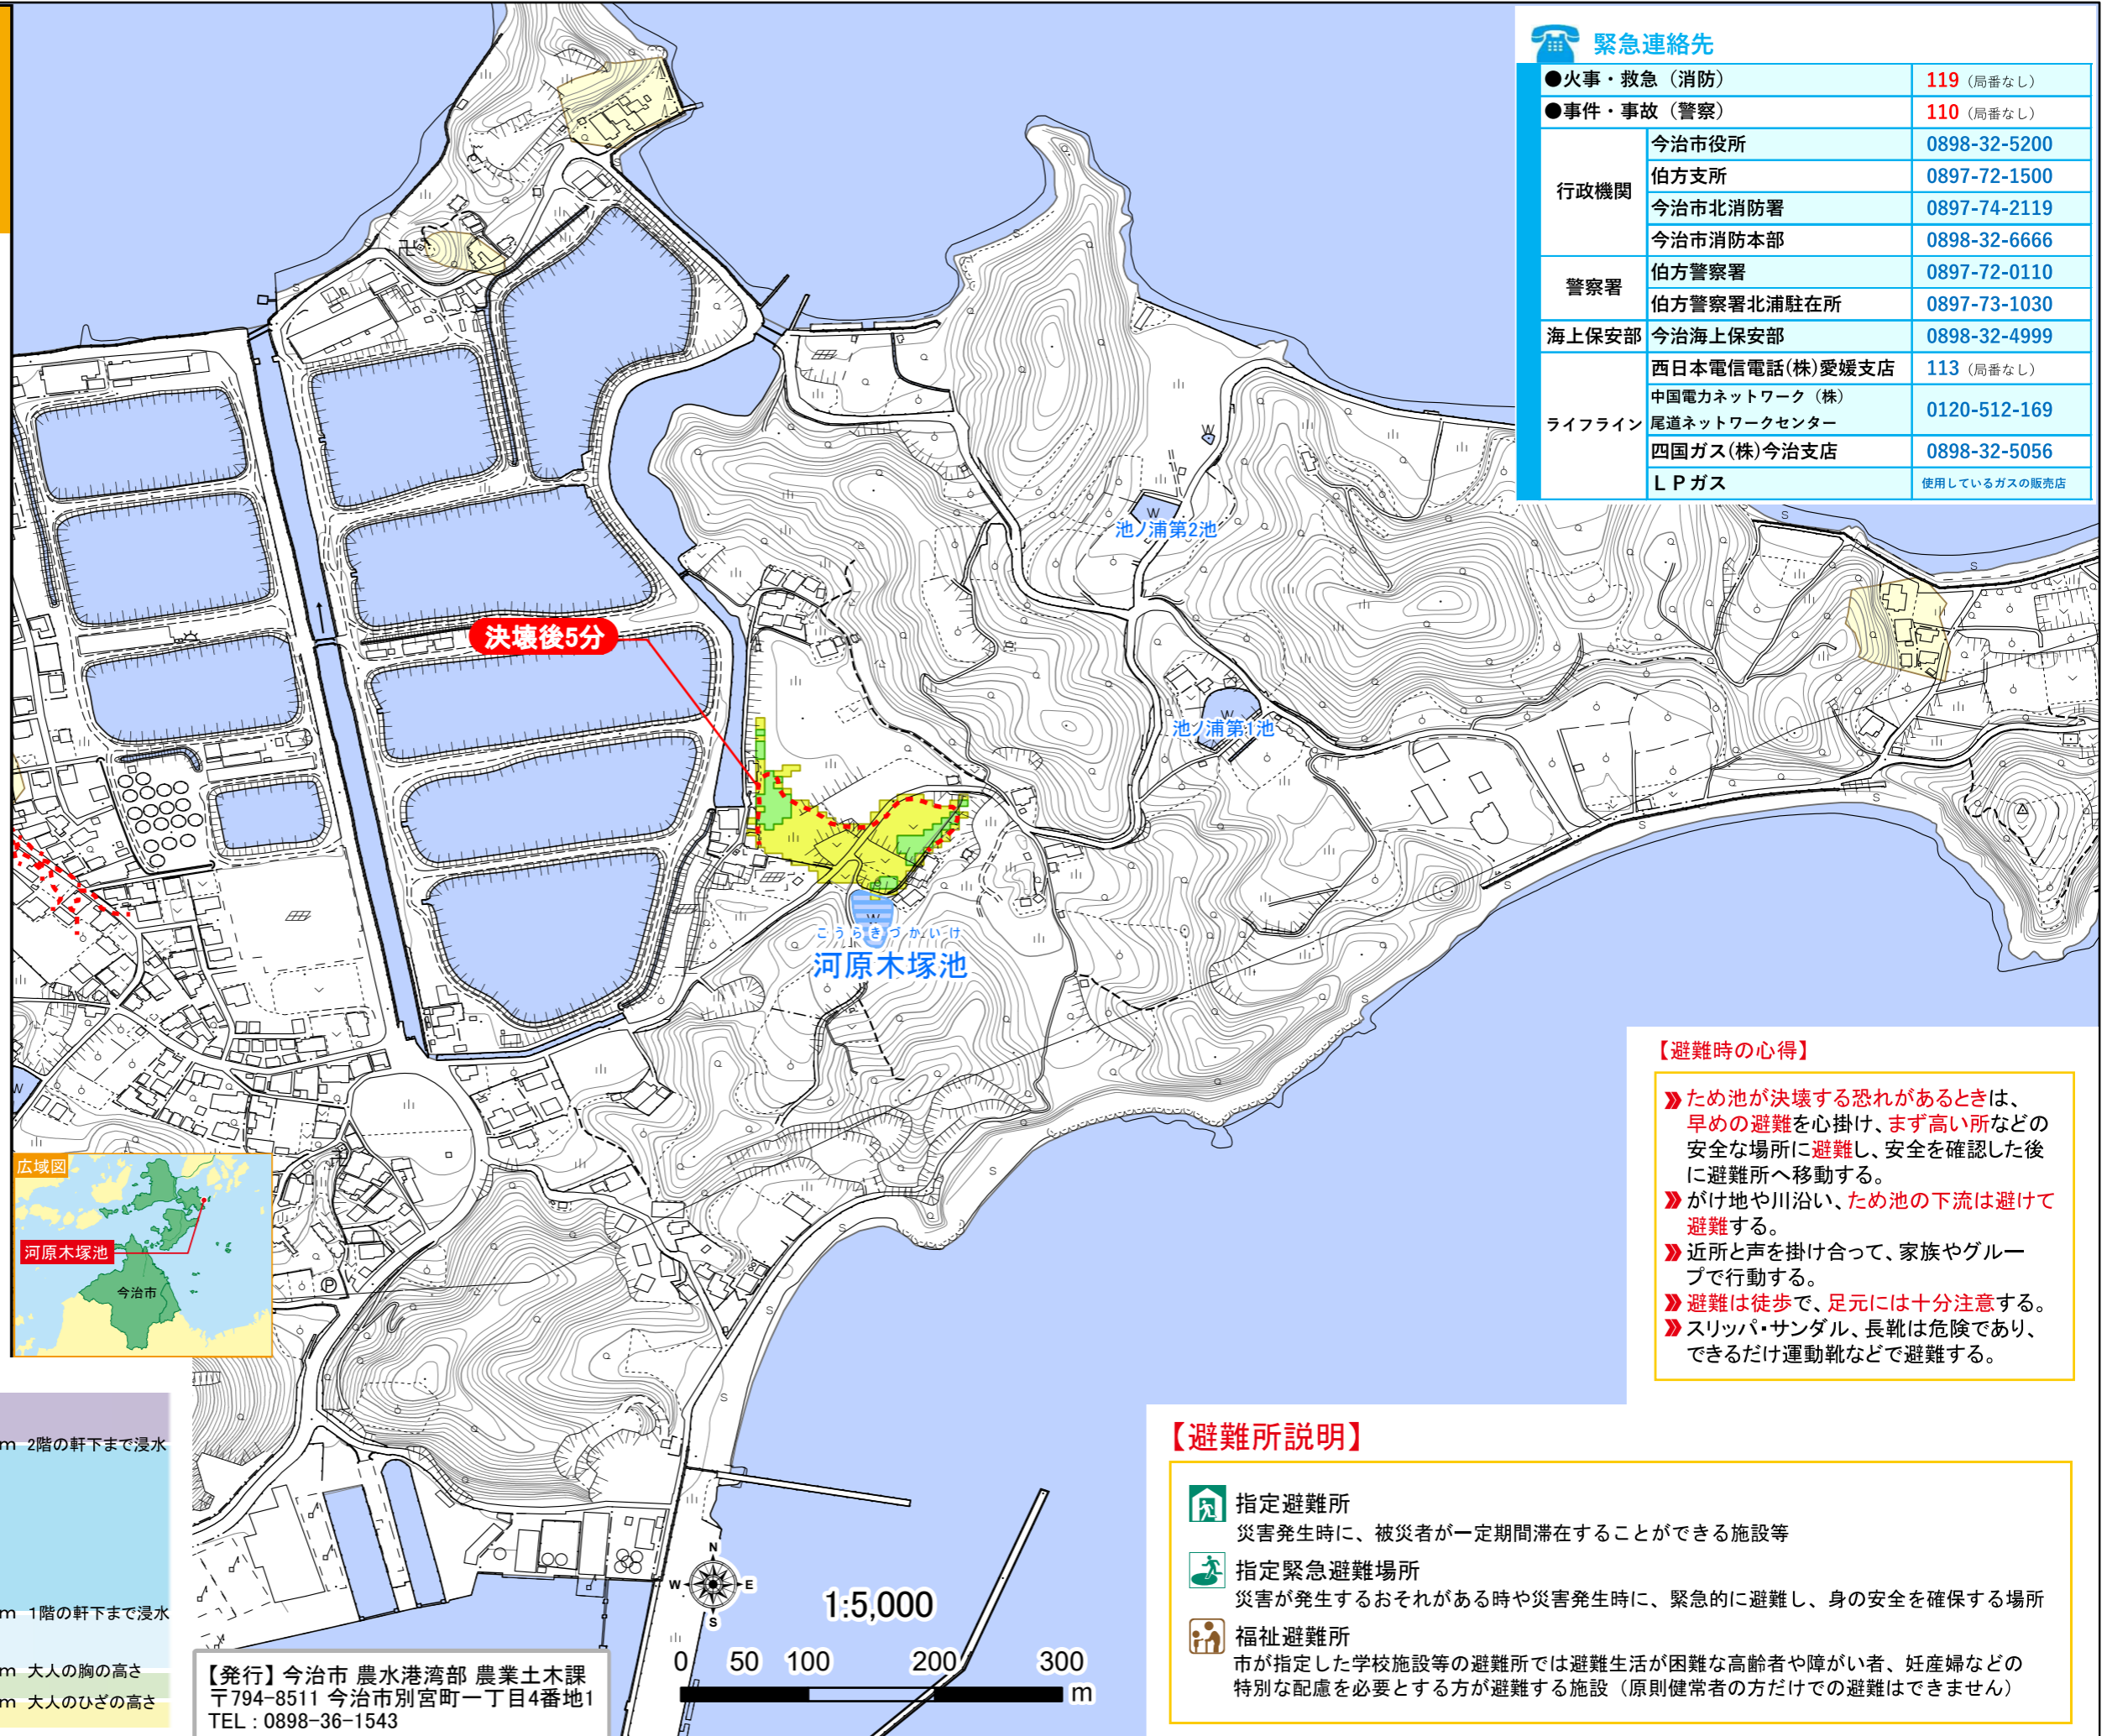 緊急連絡先
●火事・救急（消防） 119（局番なし）
●事件・事故（警察） 110（局番なし）
行政機関
今治市役所 0898-32-5200
伯方支所 0897-72-1500
今治市北消防署 0897-74-2119
今治市消防本部 0898-32-6666
警察署
伯方警察署 0897-72-0110
伯方警察署北浦駐在所 0897-73-1030
海上保安部 今治海上保安部 0898-32-4999
ライフライン
西日本電信電話(株)愛媛支店 113（局番なし）
中国電力ネットワーク（株）
尾道ネットワークセンター 0120-512-169
四国ガス(株)今治支店 0898-32-5056
ＬＰガス 使用しているガスの販売店
池ノ浦第2池
決壊後5分
池ノ浦第1池
こうらきづかいけ
河原木塚池
広域図
河原木塚池
今治市
【避難時の心得】
ため池が決壊する恐れがあるときは、
早めの避難を心掛け、まず高い所などの
安全な場所に避難し、安全を確認した後
に避難所へ移動する。
がけ地や川沿い、ため池の下流は避けて
避難する。
近所と声を掛け合って、家族やグルー
プで行動する。
避難は徒歩で、足元には十分注意する。
スリッパ・サンダル、長靴は危険であり、
できるだけ運動靴などで避難する。
m 2階の軒下まで浸水
m 1階の軒下まで浸水
m 大人の胸の高さ
m 大人のひざの高さ
【発行】今治市 農水港湾部 農業土木課
〒794-8511 今治市別宮町一丁目4番地1
TEL：0898-36-1543
N
W E
S
1:5,000
0 50 100 200 300
m
【避難所説明】
指定避難所
災害発生時に、被災者が一定期間滞在することができる施設等
指定緊急避難場所
災害が発生するおそれがある時や災害発生時に、緊急的に避難し、身の安全を確保する場所
福祉避難所
市が指定した学校施設等の避難所では避難生活が困難な高齢者や障がい者、妊産婦などの
特別な配慮を必要とする方が避難する施設（原則健常者の方だけでの避難はできません）